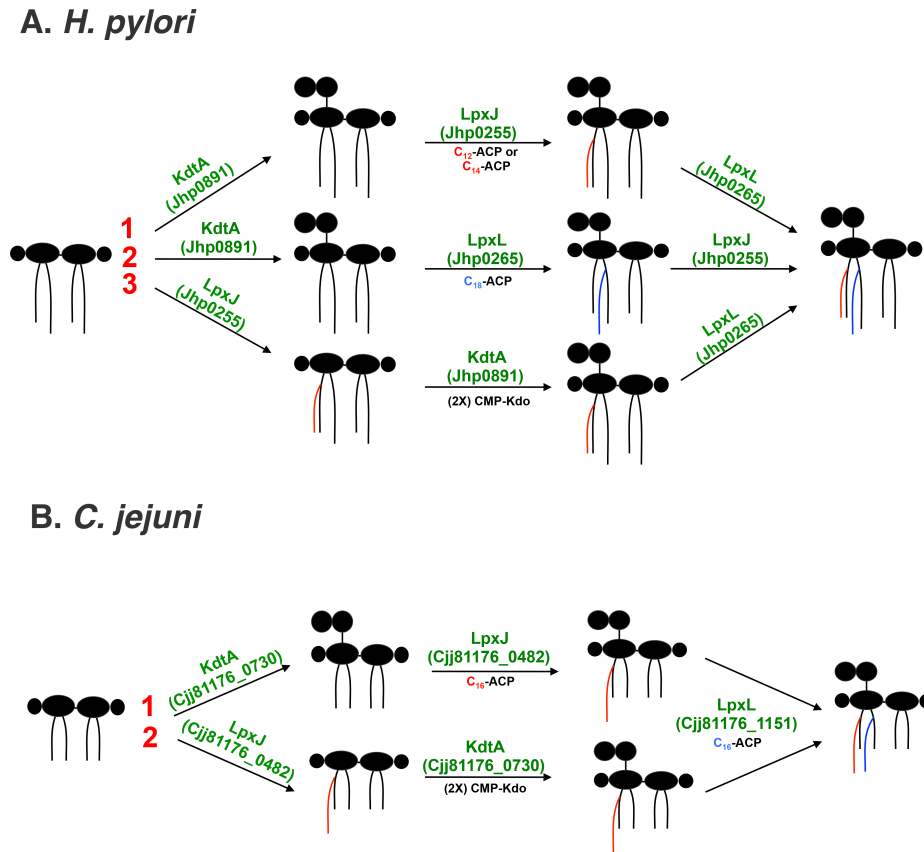 A. H. pylori
KdtA
(Jhp0891)
LpxJ
(Jhp0255)
C12-ACP or
C14-ACP
LpxL
(Jhp0265)
1
2
3
KdtA
(Jhp0891)
LpxL
(Jhp0265)
C18-ACP
LpxJ
(Jhp0255)
LpxJ
(Jhp0255)
KdtA
(Jhp0891)
(2X) CMP-Kdo
LpxL
(Jhp0265)
B. C. jejuni
1
2
KdtA
(Cjj81176_0730)
LpxJ
(Cjj81176_0482)
C16-ACP
LpxJ
(Cjj81176_0482)
KdtA
(Cjj81176_0730)
(2X) CMP-Kdo
LpxL
(Cjj81176_1151)
C16-ACP